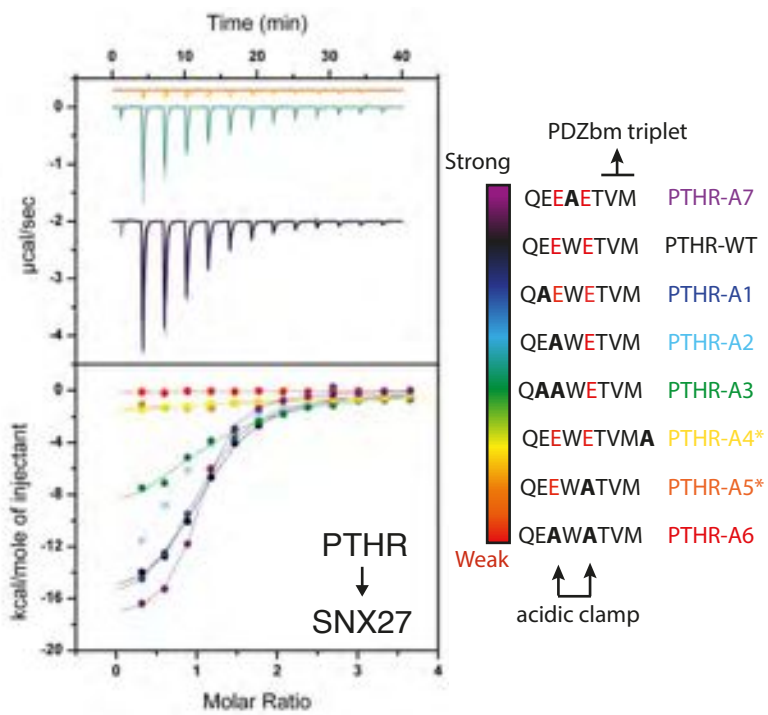 Time (min)
0 10 20 30 40
0
-1
-2
-3
-4
µcal/sec
0
-4
-8
-12
-16
-20
kcal/mole of injectant
PTHR
SNX27
0 1 2 3 4
Molar Ratio
PDZbm triplet
Strong
QEEAETVM PTHR-A7
QEEWETVM PTHR-WT
QAEWETVM PTHR-A1
QEAWETVM PTHR-A2
QAAWETVM PTHR-A3
QEEWETVMA PTHR-A4*
QEEWATVM PTHR-A5*
QEAWATVM PTHR-A6
Weak
acidic clamp